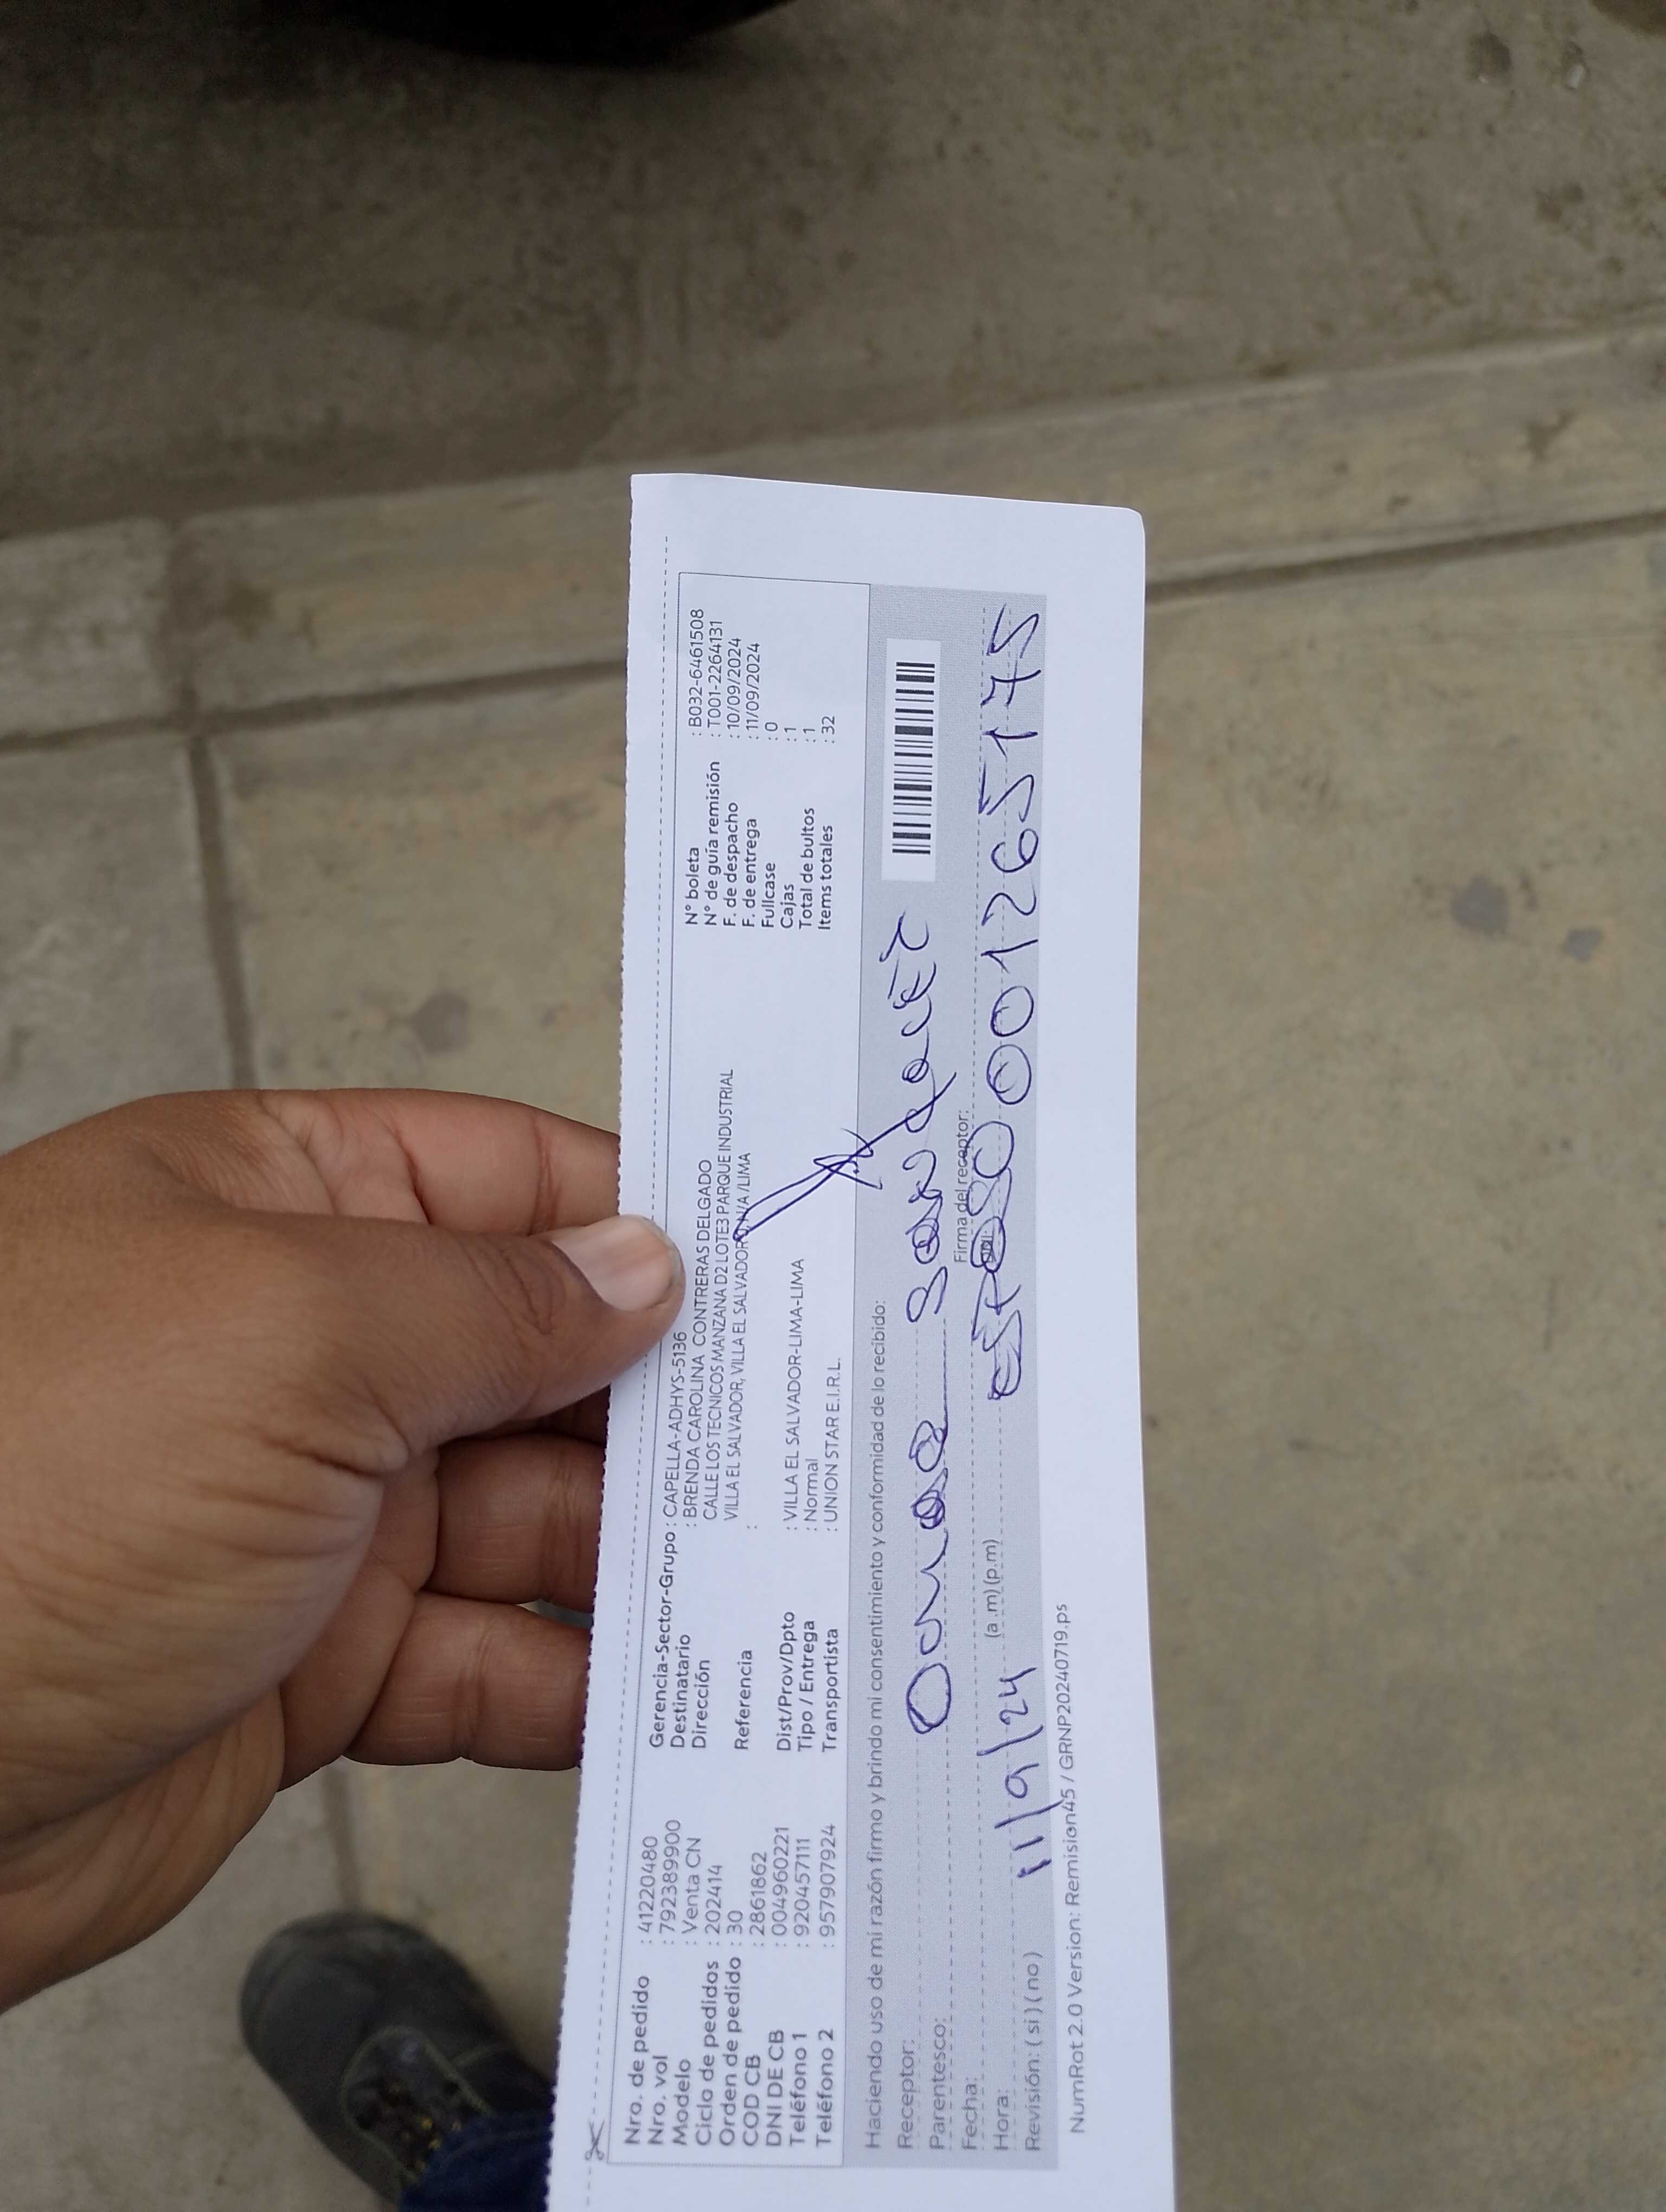 Nro. de pedido : 41220480
Nro. vol : 792389900
Modelo : Venta CN
Ciclo de pedidos : 202414
Orden de pedido : 30
COD CB : 2861862
DNI DE CB : 004960221
Teléfono 1 : 920457111
Teléfono 2 : 957907924
Gerencia-Sector-Grupo : CAPELLA-ADHYS-5136
Destinatario : BRENDA CAROLINA CONTRERAS DELGADO
Dirección CALLE LOS TECNICOS MANZANA D2 LOTE3 PARQUE INDUSTRIAL
VILLA EL SALVADOR, VILLA EL SALVADOR /LIMA
Referencia :
Dist/Prov/Dpto : VILLA EL SALVADOR-LIMA-LIMA
Tipo / Entrega : Normal
Transportista : UNION STAR E.I.R.L.
N° boleta : B032-6461508
N° de guía remisión : T001-2264131
F. de despacho : 10/09/2024
F. de entrega : 11/09/2024
Fullcase : 0
Cajas : 1
Total de bultos : 1
Items totales : 32
Haciendo uso de mi razón firmo y brindo mi consentimiento y conformidad de lo recibido:
Receptor:
Parentesco:
Firma del receptor:
Fecha: 11/9/24
001265175
Hora: (a.m) (p.m)
Revisión: ( si ) ( no )
NumRot 2.0 Version: Remision45 / GRNP20240719.ps